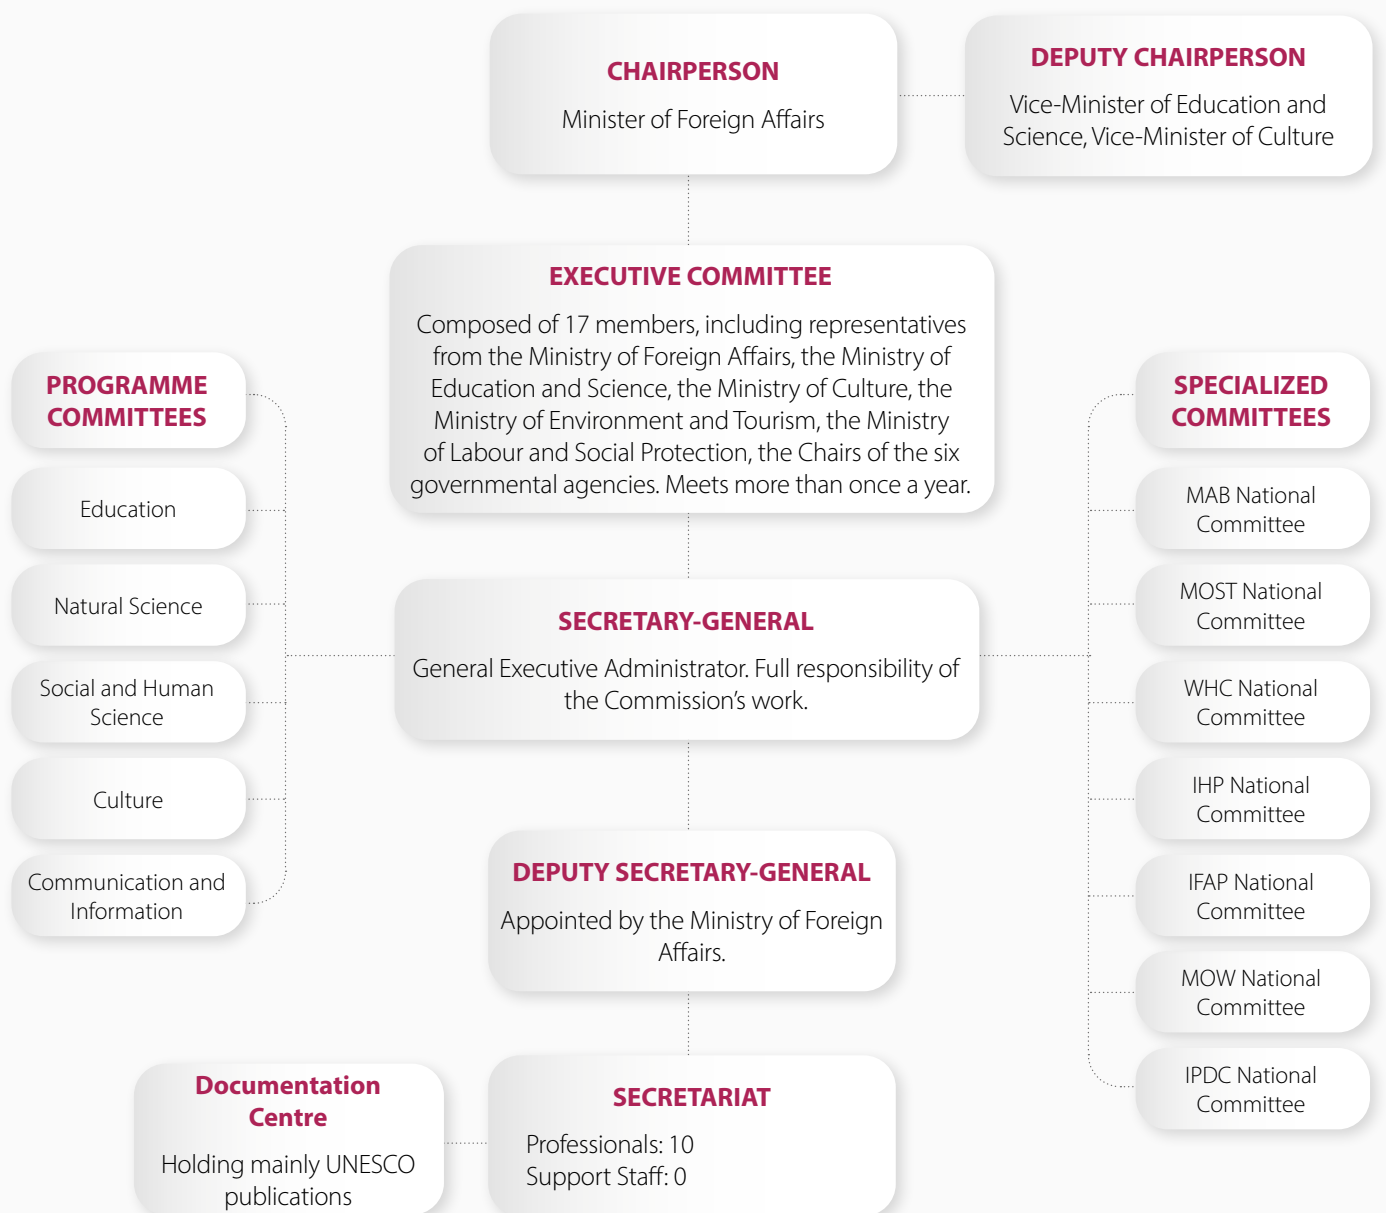 CHAIRPERSON
Minister of Foreign Affairs
DEPUTY CHAIRPERSON
Vice-Minister of Education and
Science, Vice-Minister of Culture
EXECUTIVE COMMITTEE
Composed of 17 members, including representatives
from the Ministry of Foreign Affairs, the Ministry of
Education and Science, the Ministry of Culture, the
Ministry of Environment and Tourism, the Ministry
of Labour and Social Protection, the Chairs of the six
governmental agencies. Meets more than once a year.
PROGRAMME
COMMITTEES
Education
Natural Science
Social and Human
Science
Culture
Communication and
Information
SECRETARY-GENERAL
General Executive Administrator. Full responsibility of
the Commission’s work.
SPECIALIZED
COMMITTEES
MAB National
Committee
MOST National
Committee
WHC National
Committee
IHP National
Committee
IFAP National
Committee
MOW National
Committee
IPDC National
Committee
DEPUTY SECRETARY-GENERAL
Appointed by the Ministry of Foreign
Affairs.
Documentation
Centre
Holding mainly UNESCO
publications
SECRETARIAT
Professionals: 10
Support Staff: 0